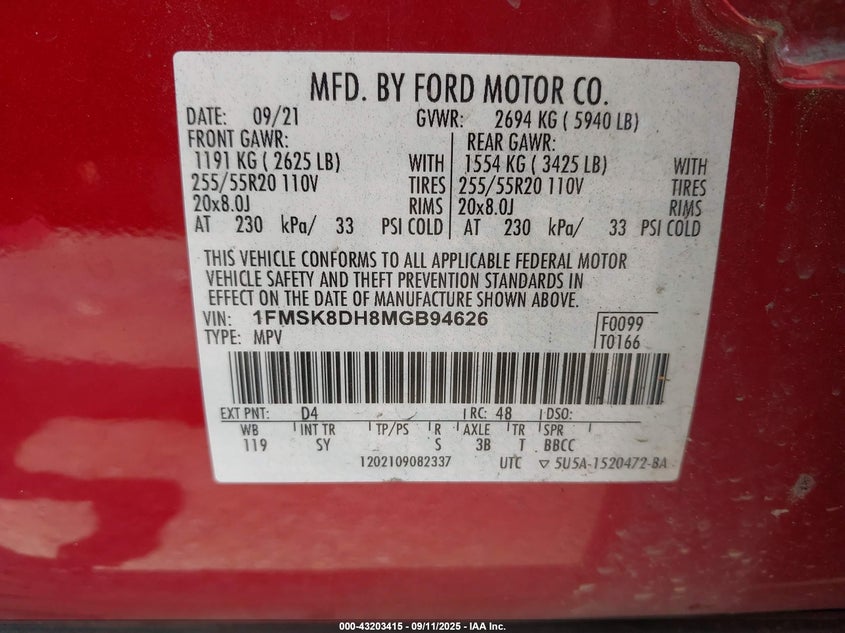 MFD. BY FORD MOTOR CO.
DATE: 09/21 GVWR: 2694 KG ( 5940 LB)
FRONT GAWR: REAR GAWR:
1191 KG ( 2625 LB) WITH 1554 KG ( 3425 LB) WITH
255/55R20 110V TIRES 255/55R20 110V TIRES
20x8.0J RIMS 20x8.0J RIMS
AT 230 kPa/ 33 PSI COLD AT 230 kPa/ 33 PSI COLD
THIS VEHICLE CONFORMS TO ALL APPLICABLE FEDERAL MOTOR
VEHICLE SAFETY AND THEFT PREVENTION STANDARDS IN
EFFECT ON THE DATE OF MANUFACTURE SHOWN ABOVE.
VIN: 1FMSK8DH8MGB94626 F0099
TYPE: MPV T0166
EXT PNT: D4 RC: 48 DSO:
WB INT TR TP/PS R AXLE TR SPR
119 SY S 3B T BBCC
1202109082337 UTC ▽ 5U5A-1520472-BA
000-43203415 - 09/11/2025 - IAA Inc.